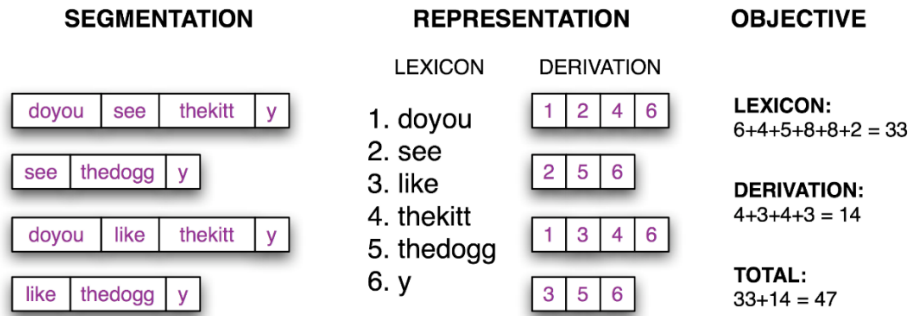 SEGMENTATION REPRESENTATION OBJECTIVE
LEXICON DERIVATION
doyou see thekitt y
see thedogg y
doyou like thekitt y
like thedogg y
1. doyou
2. see
3. like
4. thekitt
5. thedogg
6. y
1 2 4 6
2 5 6
1 3 4 6
3 5 6
LEXICON:
6+4+5+8+8+2 = 33
DERIVATION:
4+3+4+3 = 14
TOTAL:
33+14 = 47